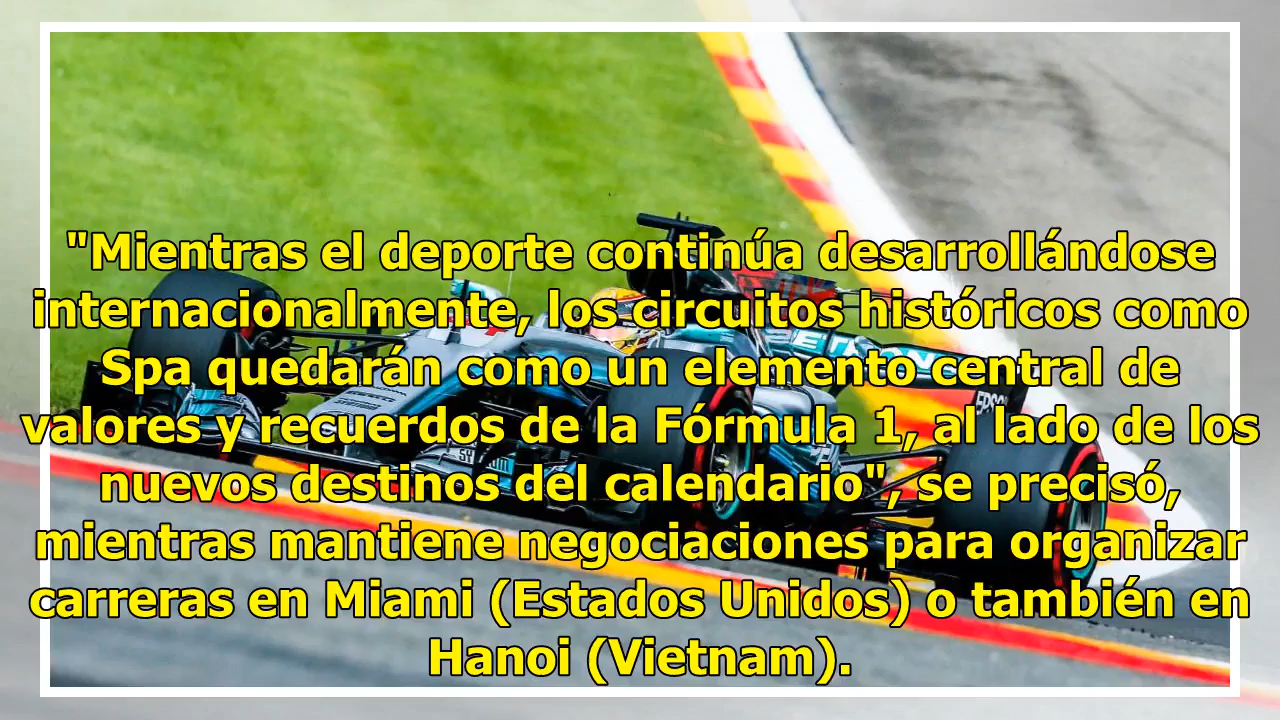 "Mientras el deporte continúa desarrollándose
internacionalmente, los circuitos históricos como
Spa quedarán como un elemento central de
valores y recuerdos de la Fórmula 1, al lado de los
nuevos destinos del calendario", se precisó,
mientras mantiene negociaciones para organizar
carreras en Miami (Estados Unidos) o también en
Hanoi (Vietnam).